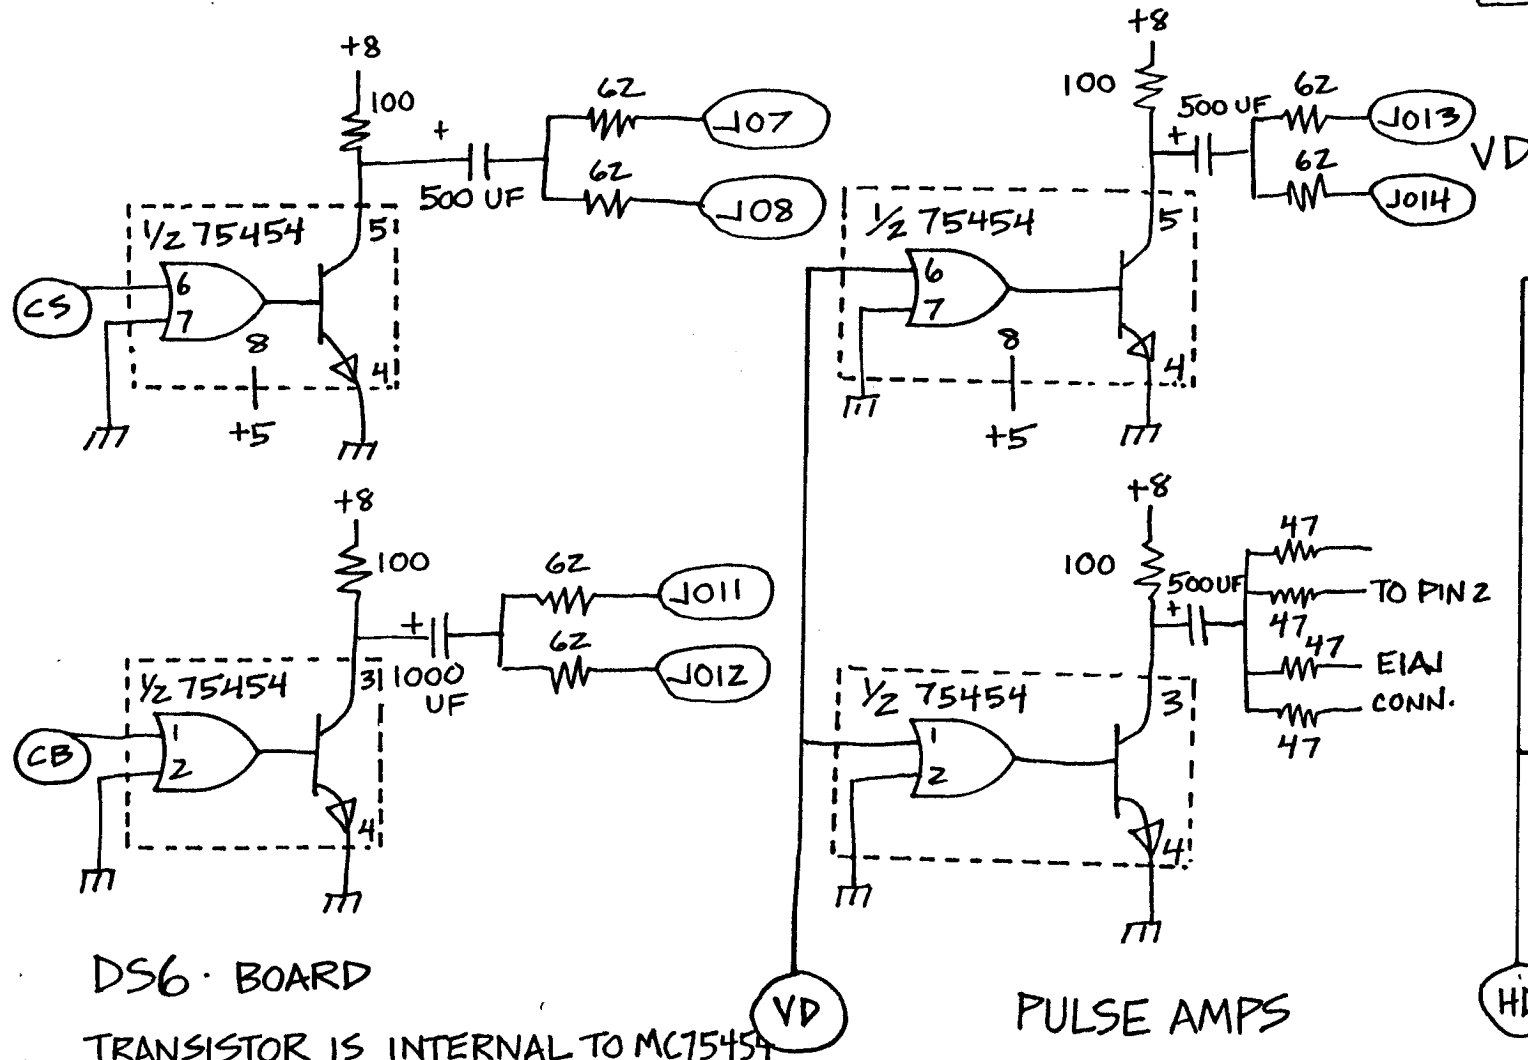 +8
100
+
500 UF
62
J07
62
J08
1/2 75454
5
CS
6
7
8
4
+5
+8
100
+
1000
UF
62
J011
62
J012
1/2 75454
3
CB
1
2
4
DS6 · BOARD
TRANSISTOR IS INTERNAL TO MC75454
+8
100
500 UF
+
62
J013
62
J014
VD
1/2 75454
5
6
7
8
4
+5
+8
100
500 UF
+
47
TO PIN 2
47
47
EIAJ
CONN.
47
1/2 75454
3
1
2
4
VD
PULSE AMPS